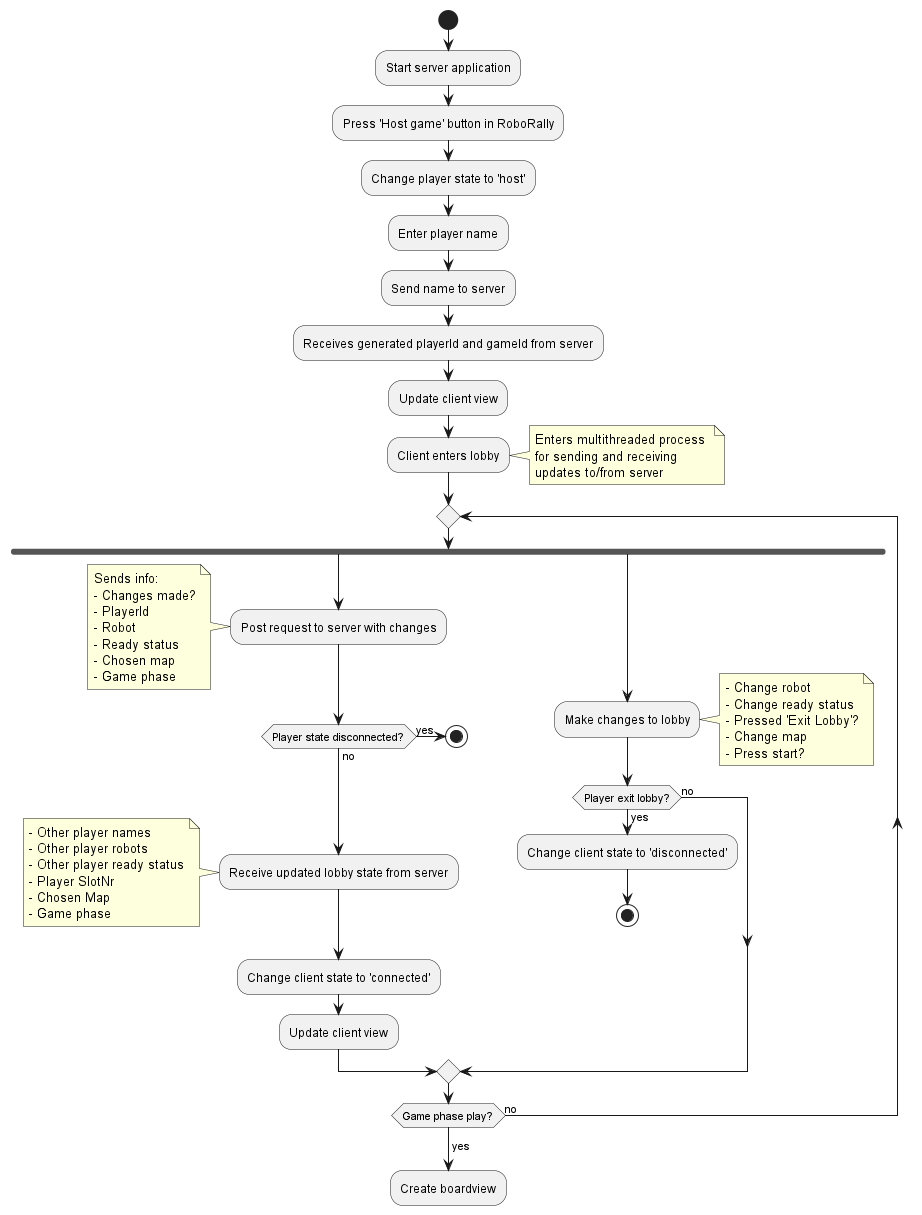 Start server application
Press 'Host game' button in RoboRally
Change player state to 'host'
Enter player name
Send name to server
Receives generated playerId and gameId from server
Update client view
Client enters lobby
Enters multithreaded process
for sending and receiving
updates to/from server
Sends info:
- Changes made?
- PlayerId
- Robot
- Ready status
- Chosen map
- Game phase
Post request to server with changes
Player state disconnected?
yes
no
- Other player names
- Other player robots
- Other player ready status
- Player SlotNr
- Chosen Map
- Game phase
Receive updated lobby state from server
Change client state to 'connected'
Update client view
Make changes to lobby
- Change robot
- Change ready status
- Pressed 'Exit Lobby'?
- Change map
- Press start?
Player exit lobby?
no
yes
Change client state to 'disconnected'
Game phase play?
no
yes
Create boardview